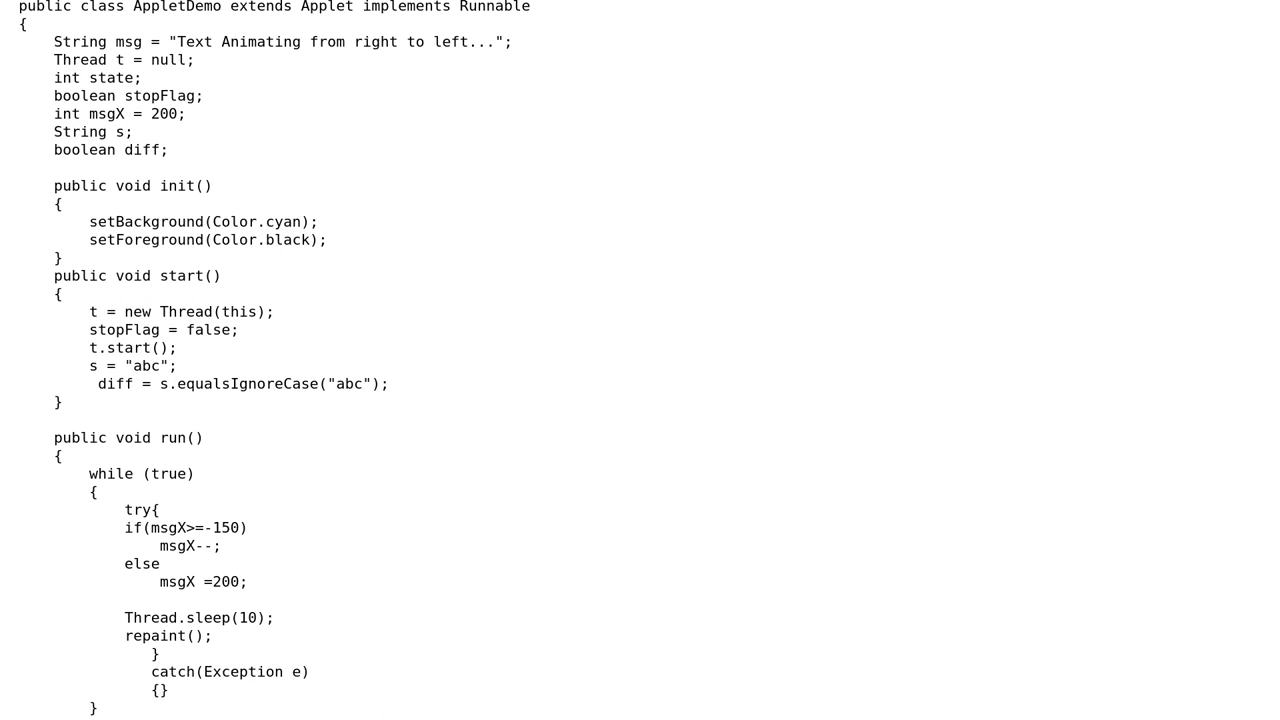 public class AppletDemo extends Applet implements Runnable
{
    String msg = "Text Animating from right to left...";
    Thread t = null;
    int state;
    boolean stopFlag;
    int msgX = 200;
    String s;
    boolean diff;

    public void init()
    {
        setBackground(Color.cyan);
        setForeground(Color.black);
    }
    public void start()
    {
        t = new Thread(this);
        stopFlag = false;
        t.start();
        s = "abc";
         diff = s.equalsIgnoreCase("abc");
    }

    public void run()
    {
        while (true)
        {
            try{
            if(msgX>=-150)
                msgX--;
            else
                msgX =200;

            Thread.sleep(10);
            repaint();
               }
               catch(Exception e)
               {}
        }